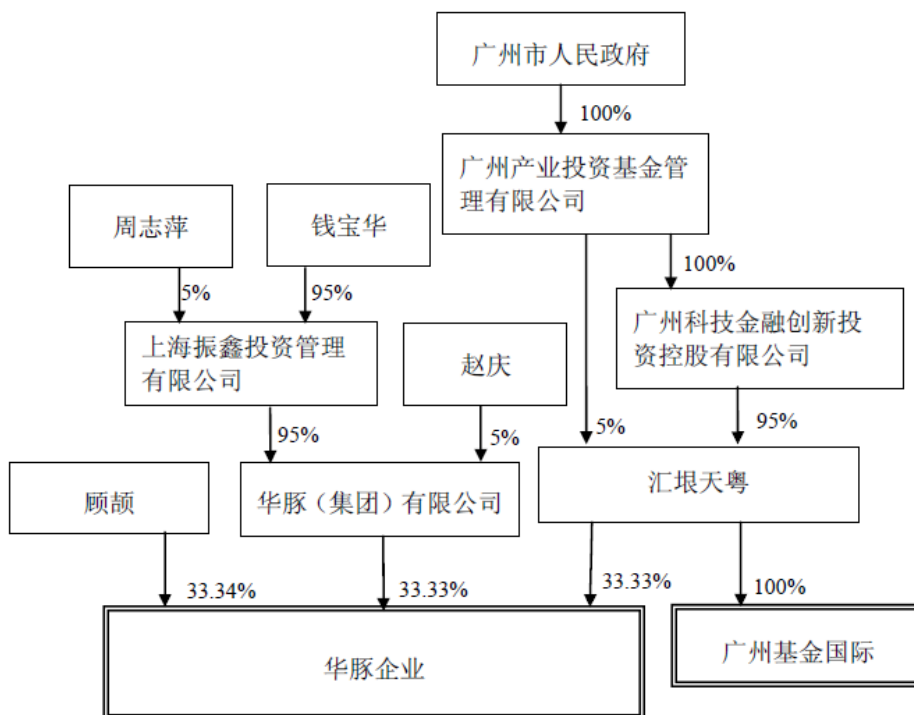 广州市人民政府
100%
广州产业投资基金管
理有限公司
周志萍
钱宝华
5%
95%
100%
上海振鑫投资管理
有限公司
赵庆
广州科技金融创新投
资控股有限公司
95%
5%
5%
95%
顾颉
华豚（集团）有限公司
汇垠天粤
33.34%
33.33%
33.33%
100%
华豚企业
广州基金国际